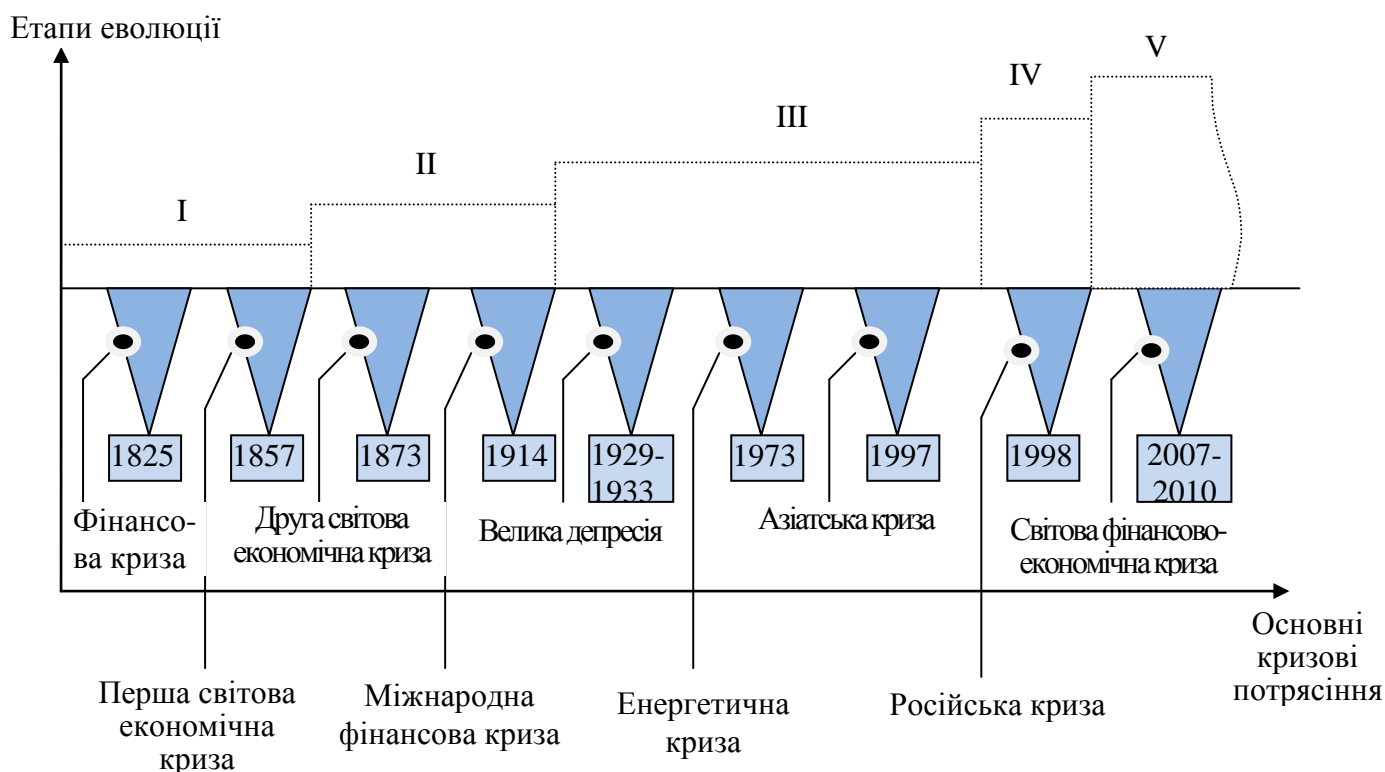 Етапи еволюції
V
IV
III
II
I
1825
1857
1873
1914
1929-
1933
1973
1997
1998
2007-
2010
Фінансо-
ва криза
Друга світова
економічна криза
Велика депресія
Азіатська криза
Світова фінансово-
економічна криза
Основні
кризові
потрясіння
Перша світова
економічна
криза
Міжнародна
фінансова криза
Енергетична
криза
Російська криза